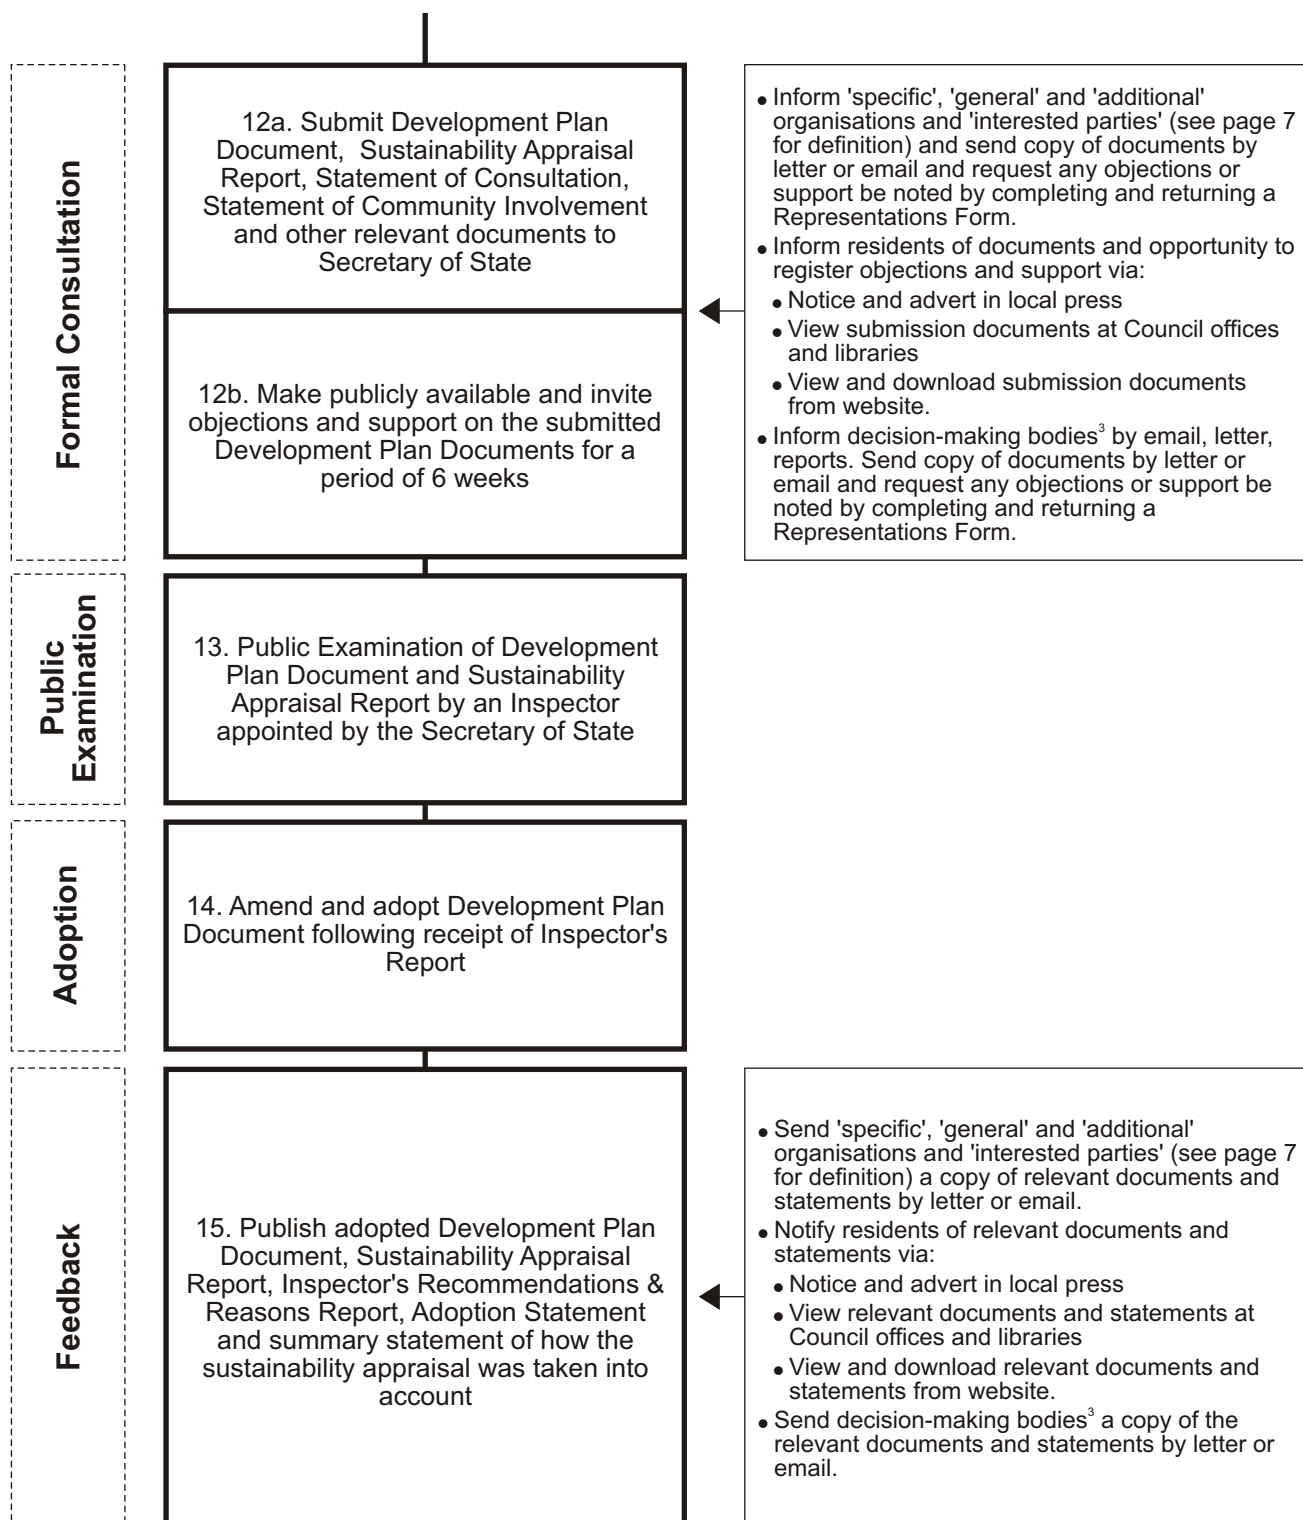 Formal Consultation
12a. Submit Development Plan
Document, Sustainability Appraisal
Report, Statement of Consultation,
Statement of Community Involvement
and other relevant documents to
Secretary of State
12b. Make publicly available and invite
objections and support on the submitted
Development Plan Documents for a
period of 6 weeks
• Inform 'specific', 'general' and 'additional'
organisations and 'interested parties' (see page 7
for definition) and send copy of documents by
letter or email and request any objections or
support be noted by completing and returning a
Representations Form.
• Inform residents of documents and opportunity to
register objections and support via:
• Notice and advert in local press
• View submission documents at Council offices
and libraries
• View and download submission documents
from website.
• Inform decision-making bodies³ by email, letter,
reports. Send copy of documents by letter or
email and request any objections or support be
noted by completing and returning a
Representations Form.
Public
Examination
13. Public Examination of Development
Plan Document and Sustainability
Appraisal Report by an Inspector
appointed by the Secretary of State
Adoption
14. Amend and adopt Development Plan
Document following receipt of Inspector's
Report
Feedback
15. Publish adopted Development Plan
Document, Sustainability Appraisal
Report, Inspector's Recommendations &
Reasons Report, Adoption Statement
and summary statement of how the
sustainability appraisal was taken into
account
• Send 'specific', 'general' and 'additional'
organisations and 'interested parties' (see page 7
for definition) a copy of relevant documents and
statements by letter or email.
• Notify residents of relevant documents and
statements via:
• Notice and advert in local press
• View relevant documents and statements at
Council offices and libraries
• View and download relevant documents and
statements from website.
• Send decision-making bodies³ a copy of the
relevant documents and statements by letter or
email.